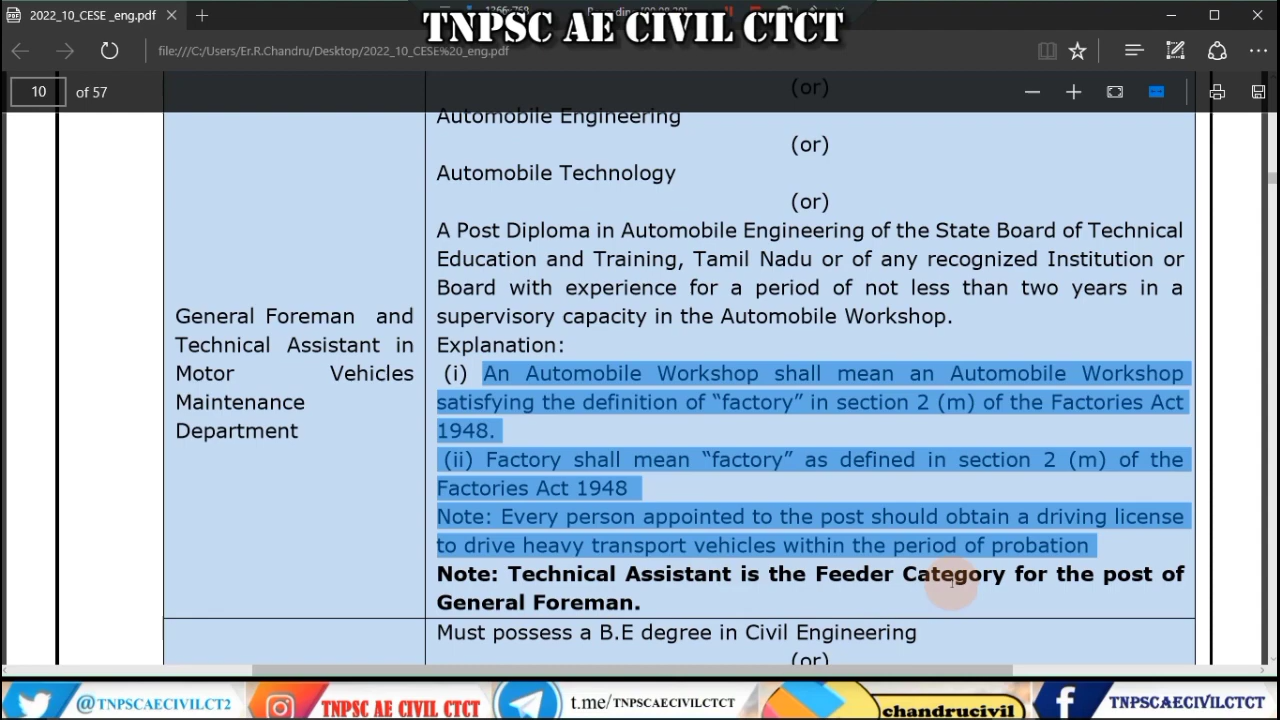 2022_10_CESE _eng.pdf
TNPSC AE CIVIL CTCT
file:///C:/Users/Er.R.Chandru/Desktop/2022_10_CESE%20_eng.pdf
10 of 57
(or)
Automobile Engineering
(or)
Automobile Technology
(or)
A Post Diploma in Automobile Engineering of the State Board of Technical
Education and Training, Tamil Nadu or of any recognized Institution or
Board with experience for a period of not less than two years in a
supervisory capacity in the Automobile Workshop.
General Foreman and
Technical Assistant in
Motor Vehicles
Maintenance
Department
Explanation:
(i) An Automobile Workshop shall mean an Automobile Workshop
satisfying the definition of “factory” in section 2 (m) of the Factories Act
1948.
(ii) Factory shall mean “factory” as defined in section 2 (m) of the
Factories Act 1948
Note: Every person appointed to the post should obtain a driving license
to drive heavy transport vehicles within the period of probation
Note: Technical Assistant is the Feeder Category for the post of
General Foreman.
Must possess a B.E degree in Civil Engineering
(or)
@TNPSCAECIVILCT2
TNPSC AE CIVIL CTCT
t.me/TNPSCAECIVILCTCT
chandrucivil
TNPSCAECIVILCTCT